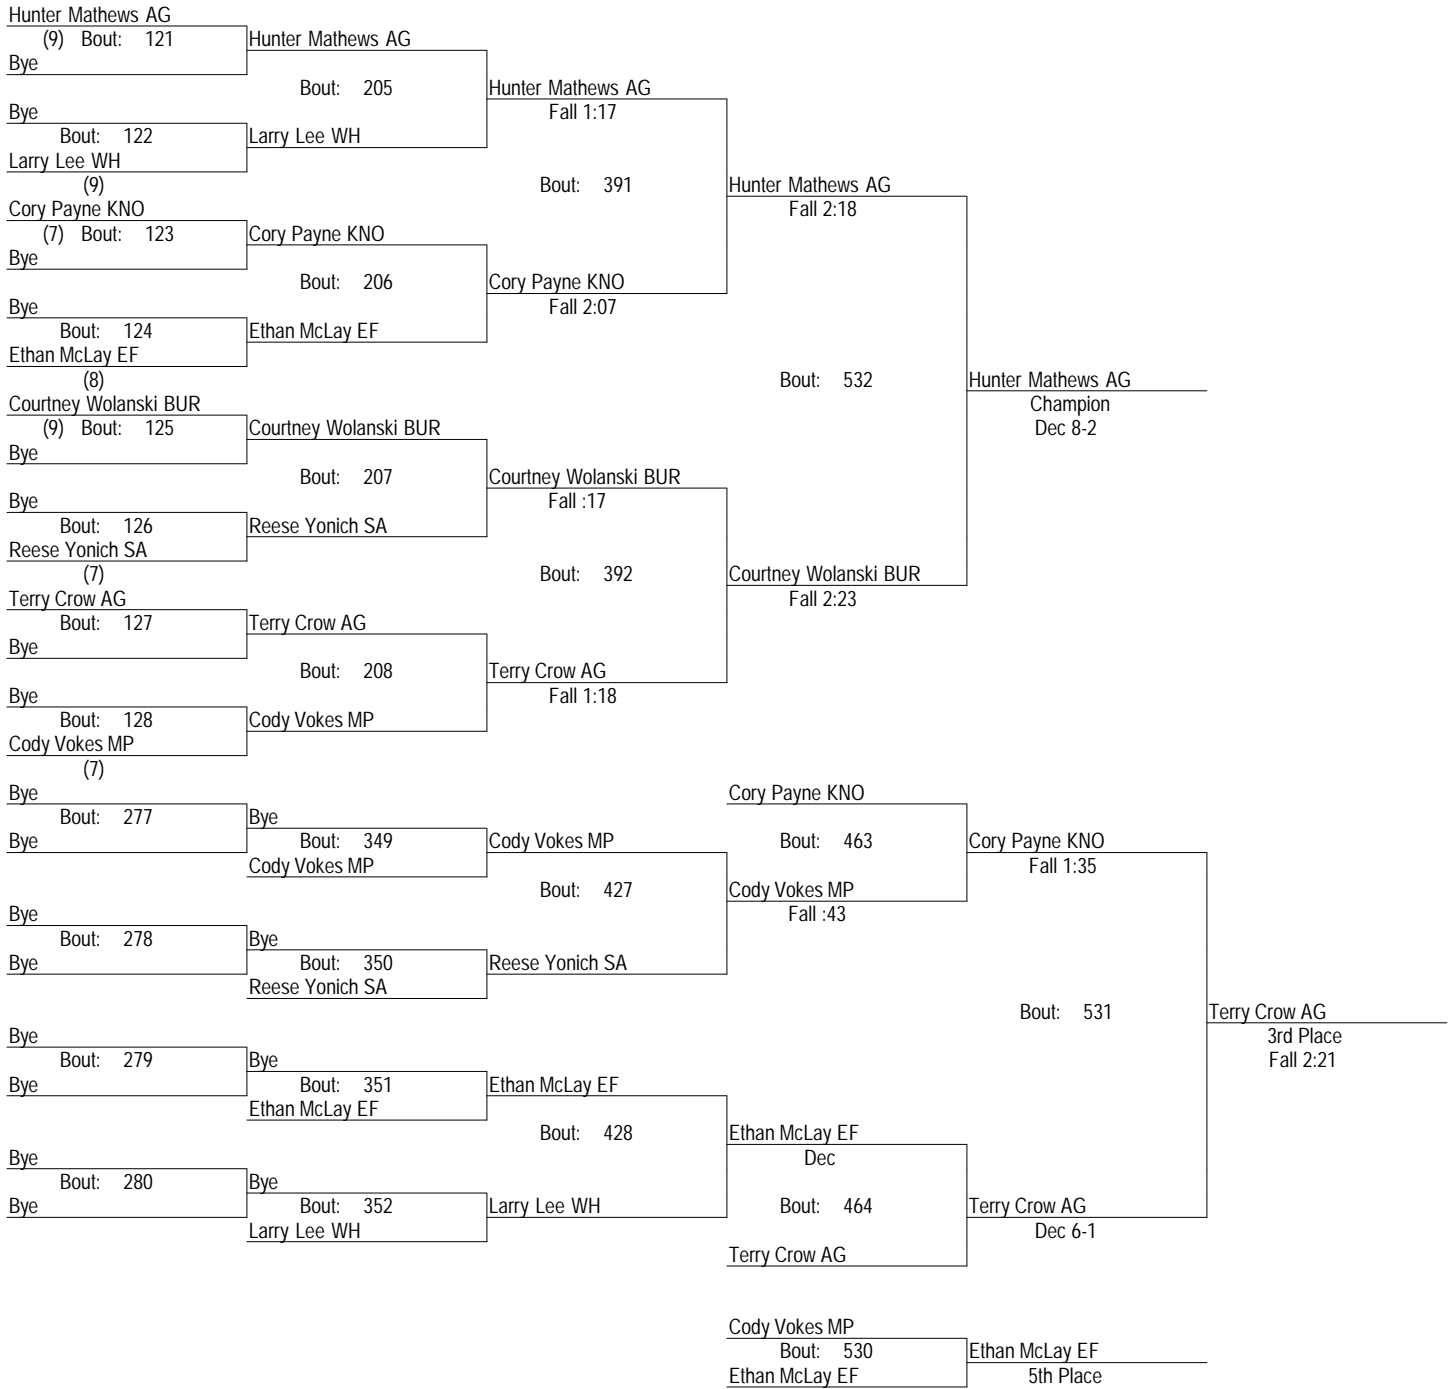 Hunter Mathews AG
(9) Bout: 121 Hunter Mathews AG
Bye
Bout: 205 Hunter Mathews AG
Bye Fall 1:17
Bout: 122 Larry Lee WH
Larry Lee WH
(9) Bout: 391 Hunter Mathews AG
Cory Payne KNO Fall 2:18
(7) Bout: 123 Cory Payne KNO
Bye
Bout: 206 Cory Payne KNO
Bye Fall 2:07
Bout: 124 Ethan McLay EF
Ethan McLay EF
(8) Bout: 532 Hunter Mathews AG
Courtney Wolanski BUR Champion
(9) Bout: 125 Courtney Wolanski BUR Dec 8-2
Bye
Bout: 207 Courtney Wolanski BUR
Bye Fall :17
Bout: 126 Reese Yonich SA
Reese Yonich SA
(7) Bout: 392 Courtney Wolanski BUR
Terry Crow AG Fall 2:23
Bout: 127 Terry Crow AG
Bye
Bout: 208 Terry Crow AG
Bye Fall 1:18
Bout: 128 Cody Vokes MP
Cody Vokes MP
(7)
Bye Cory Payne KNO
Bout: 277 Bye
Bye Bout: 349 Cody Vokes MP Bout: 463 Cory Payne KNO
Cody Vokes MP Fall 1:35
Bout: 427 Cody Vokes MP
Bye Fall :43
Bout: 278 Bye
Bye Bout: 350 Reese Yonich SA
Reese Yonich SA
Bout: 531 Terry Crow AG
Bye 3rd Place
Bout: 279 Bye Fall 2:21
Bye Bout: 351 Ethan McLay EF
Ethan McLay EF
Bout: 428 Ethan McLay EF
Bye Dec
Bout: 280 Bye
Bye Bout: 352 Larry Lee WH Bout: 464 Terry Crow AG
Larry Lee WH Dec 6-1
Terry Crow AG
Cody Vokes MP
Bout: 530 Ethan McLay EF
Ethan McLay EF 5th Place